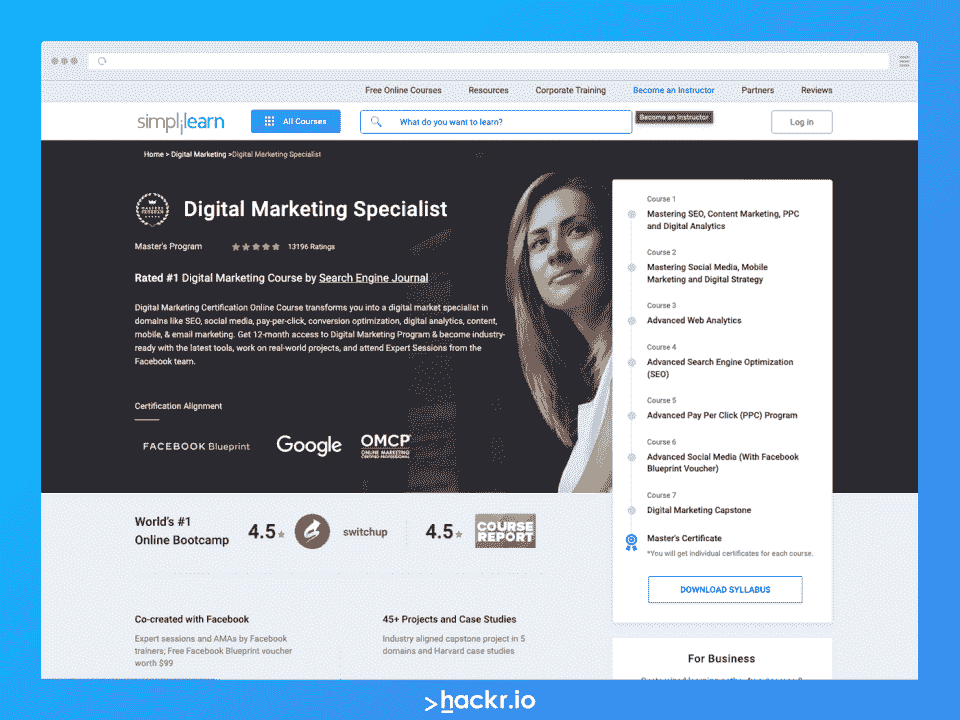 Free Online Courses Resources Corporate Training Become an Instructor Partners Reviews
simplilearn All Courses What do you want to learn? Become an Instructor Log in
Home > Digital Marketing >Digital Marketing Specialist
MASTERS PROGRAM
Digital Marketing Specialist
Master's Program 13196 Ratings
Rated #1 Digital Marketing Course by Search Engine Journal
Digital Marketing Certification Online Course transforms you into a digital market specialist in
domains like SEO, social media, pay-per-click, conversion optimization, digital analytics, content,
mobile, & email marketing. Get 12-month access to Digital Marketing Program & become industry-
ready with the latest tools, work on real-world projects, and attend Expert Sessions from the
Facebook team.
Certification Alignment
FACEBOOK Blueprint
Google
OMCP
ONLINE MARKETING
CERTIFIED PROFESSIONAL
Course 1
Mastering SEO, Content Marketing, PPC
and Digital Analytics
Course 2
Mastering Social Media, Mobile
Marketing and Digital Strategy
Course 3
Advanced Web Analytics
Course 4
Advanced Search Engine Optimization
(SEO)
Course 5
Advanced Pay Per Click (PPC) Program
Course 6
Advanced Social Media (With Facebook
Blueprint Voucher)
Course 7
Digital Marketing Capstone
Master's Certificate
*You will get individual certificates for each course.
DOWNLOAD SYLLABUS
World's #1
Online Bootcamp
4.5 switchup
4.5 COURSE
REPORT
Co-created with Facebook
Expert sessions and AMAs by Facebook
trainers; Free Facebook Blueprint voucher
worth $99
45+ Projects and Case Studies
Industry aligned capstone project in 5
domains and Harvard case studies
For Business
>hackr.io